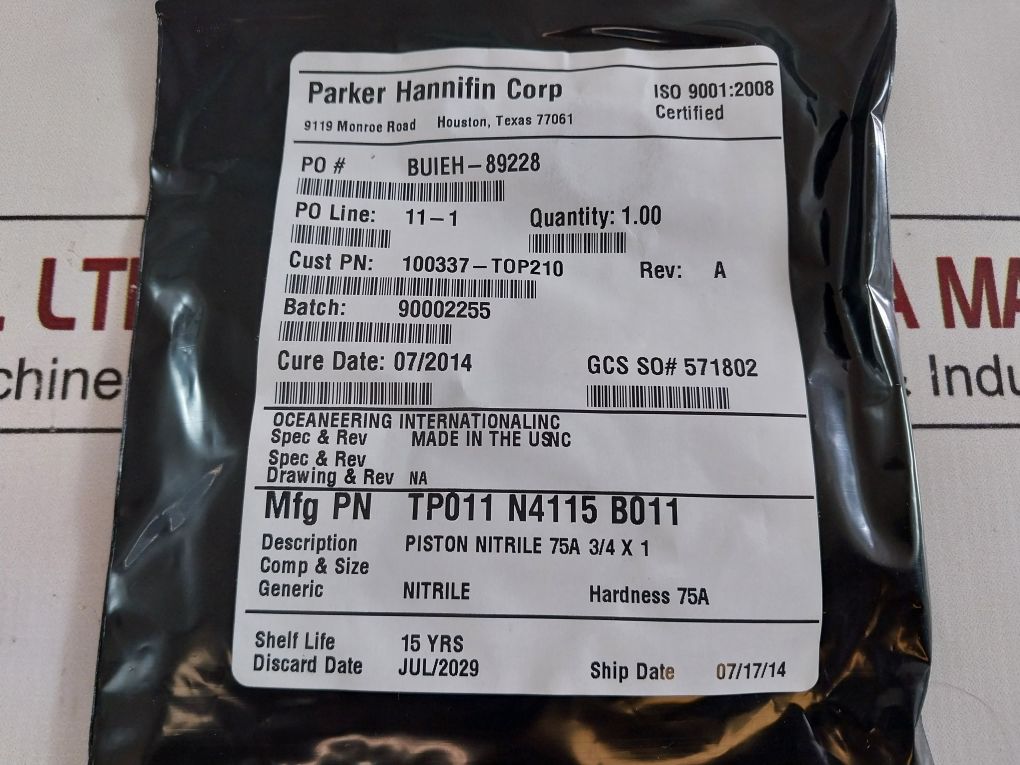 Parker Hannifin Corp ISO 9001:2008
Certified
9119 Monroe Road Houston, Texas 77061
PO # BUIEH-89228
PO Line: 11-1 Quantity: 1.00
Cust PN: 100337-TOP210 Rev: A
Batch: 90002255
Cure Date: 07/2014 GCS SO# 571802
OCEANEERING INTERNATIONALINC
Spec & Rev MADE IN THE USNC
Spec & Rev
Drawing & Rev NA
Mfg PN TP011 N4115 B011
Description PISTON NITRILE 75A 3/4 X 1
Comp & Size
Generic NITRILE Hardness 75A
Shelf Life 15 YRS
Discard Date JUL/2029 Ship Date 07/17/14
A MA
& Indu